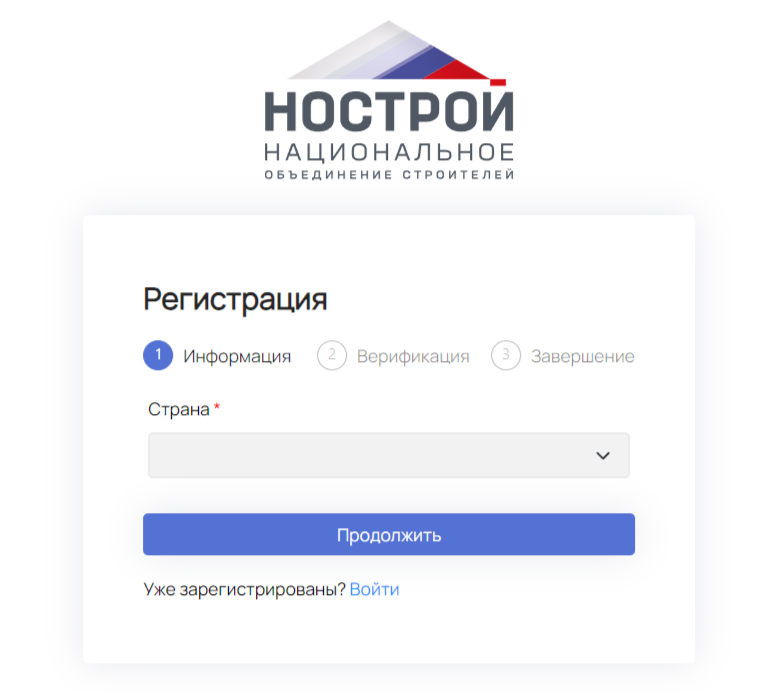 НОСТРОЙ
НАЦИОНАЛЬНОЕ
ОБЪЕДИНЕНИЕ СТРОИТЕЛЕЙ
Регистрация
1 Информация 2 Верификация 3 Завершение
Страна *
Продолжить
Уже зарегистрированы? Войти